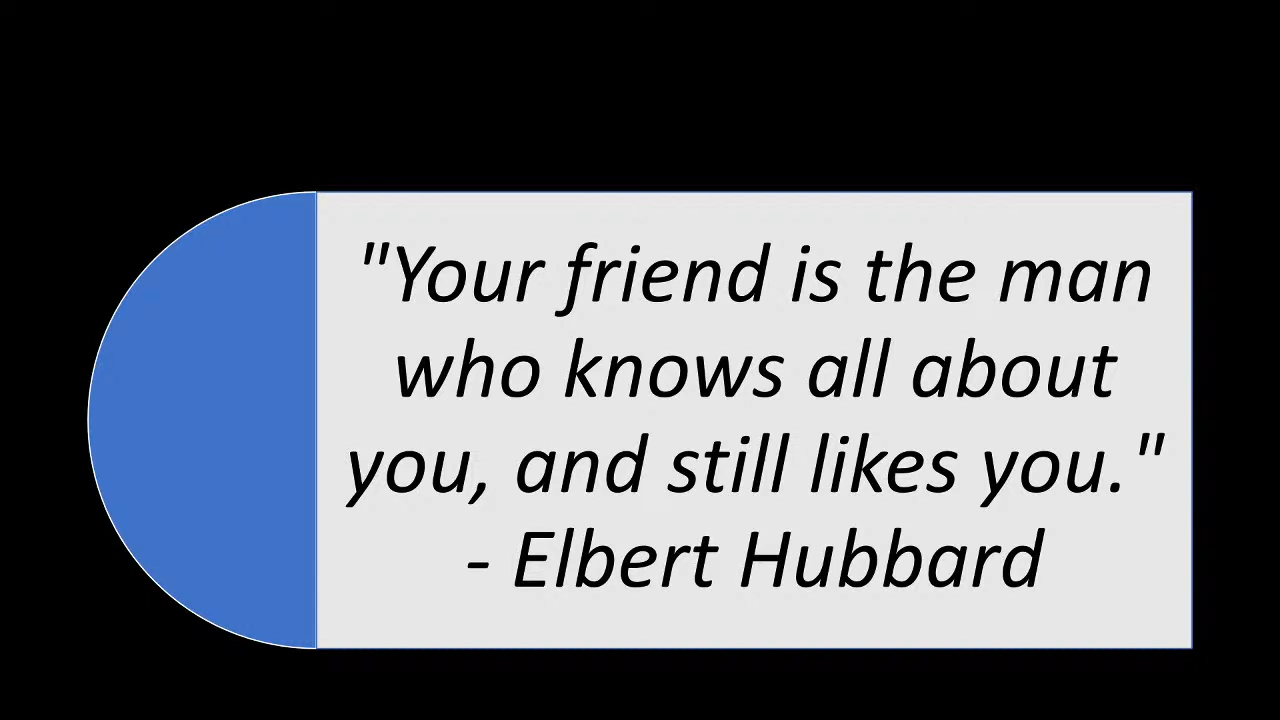 "Your friend is the man
who knows all about
you, and still likes you."
- Elbert Hubbard